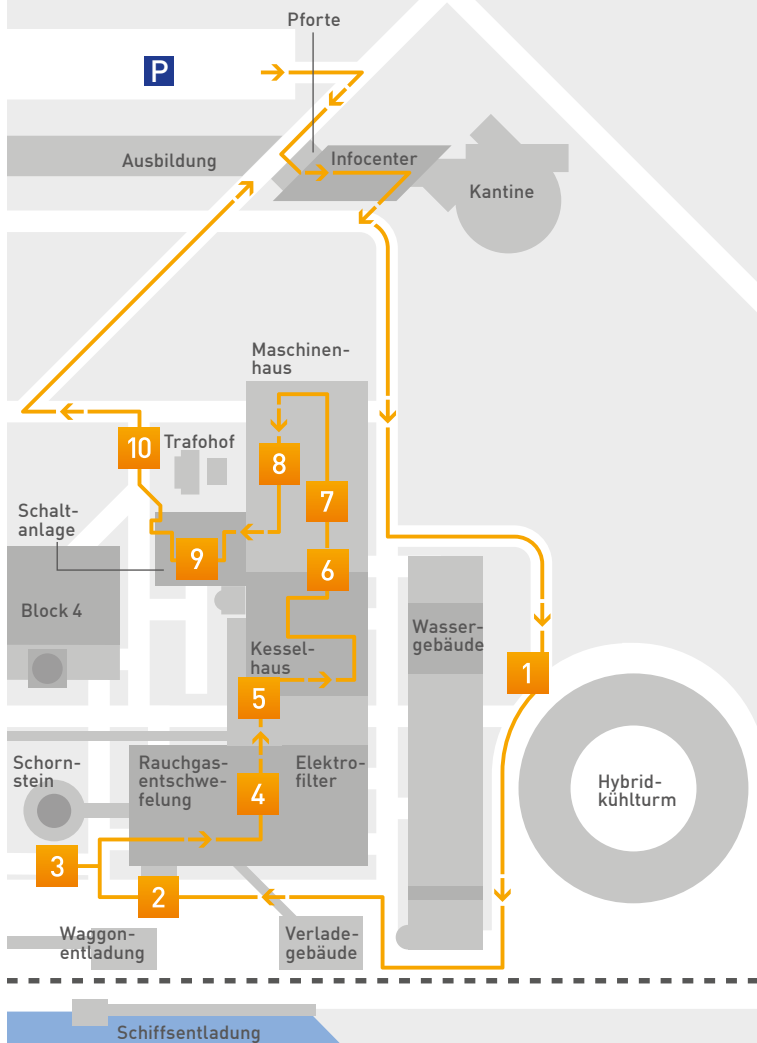 Pforte
P
Ausbildung
Infocenter
Kantine
Maschinen-
haus
10
Trafohof
8
7
Schalt-
anlage
9
6
Block 4
Wasser-
gebäude
Kessel-
haus
1
5
Schorn-
stein
Rauchgas-
entschwe-
felung
Elektro-
filter
4
Hybrid-
kühlturm
3
2
Waggon-
entladung
Verlade-
gebäude
Schiffsentladung